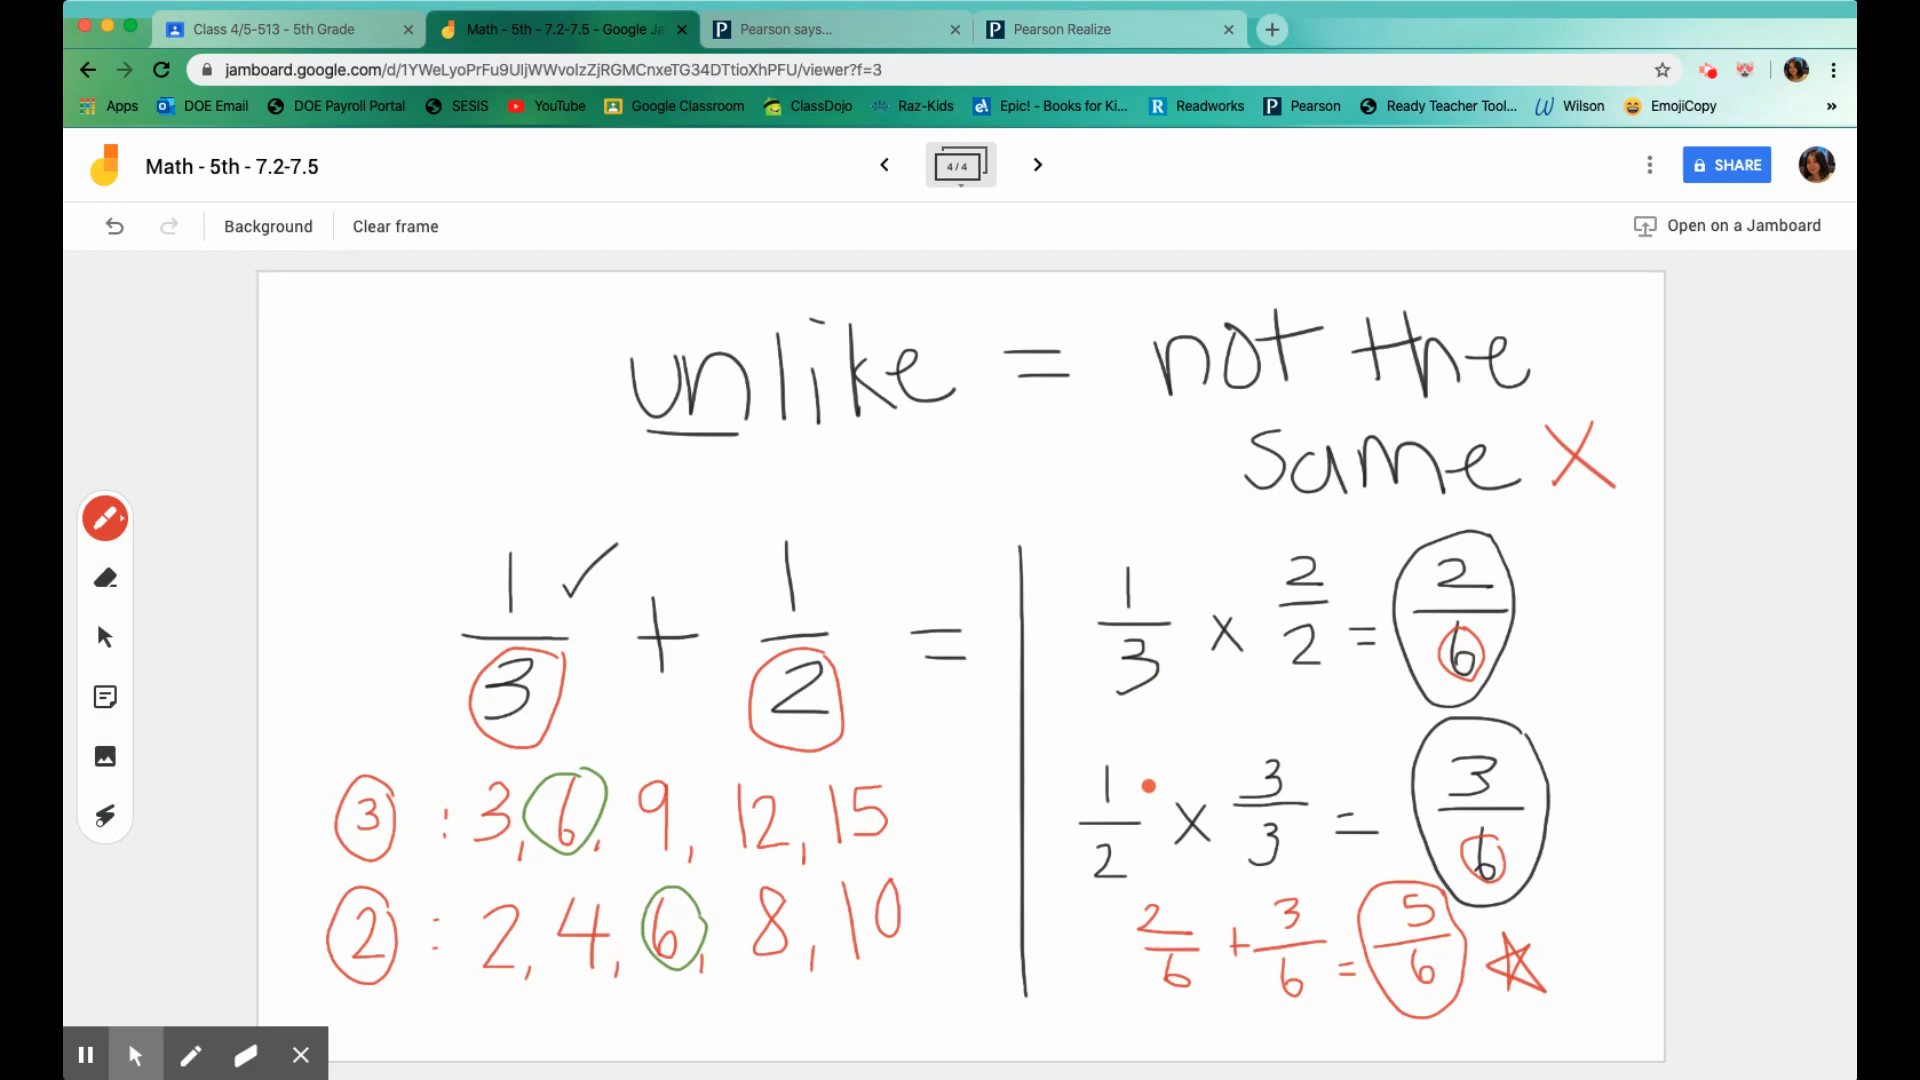 Class 4/5-513 - 5th Grade
Math - 5th - 7.2-7.5 - Google Ja
Pearson says...
Pearson Realize
jamboard.google.com/d/1YWeLyoPrFu9UIjWWvolzZjRGMCnxeTG34DTtioXhPFU/viewer?f=3
Apps DOE Email DOE Payroll Portal SESIS YouTube Google Classroom ClassDojo Raz-Kids Epic! - Books for Ki... Readworks Pearson Ready Teacher Tool... Wilson EmojiCopy »
Math - 5th - 7.2-7.5
4 / 4
SHARE
Background
Clear frame
Open on a Jamboard
unlike = not the
same X
1/3 ✓ + 1/2 =
3 : 3, 6, 9, 12, 15
2 : 2, 4, 6, 8, 10
1/3 x 2/2 = 2/6
1/2 x 3/3 = 3/6
2/6 + 3/6 = 5/6